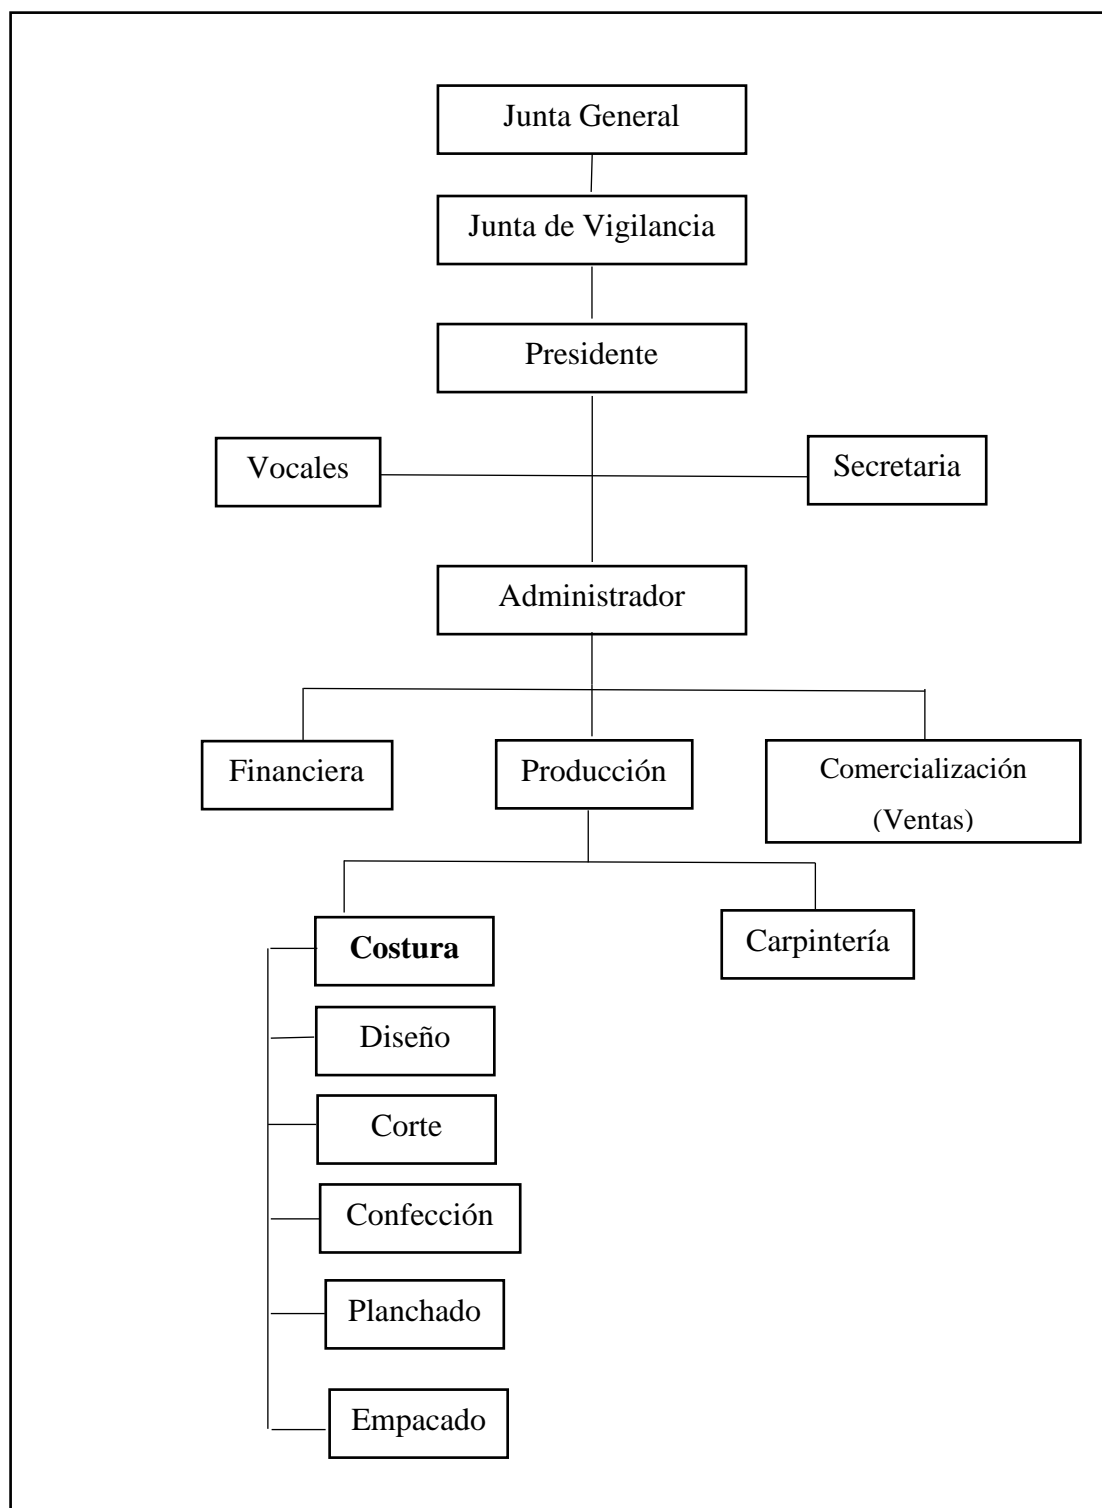 Junta General
Junta de Vigilancia
Presidente
Vocales
Secretaria
Administrador
Financiera
Producción
Comercialización
(Ventas)
Costura
Carpintería
Diseño
Corte
Confección
Planchado
Empacado